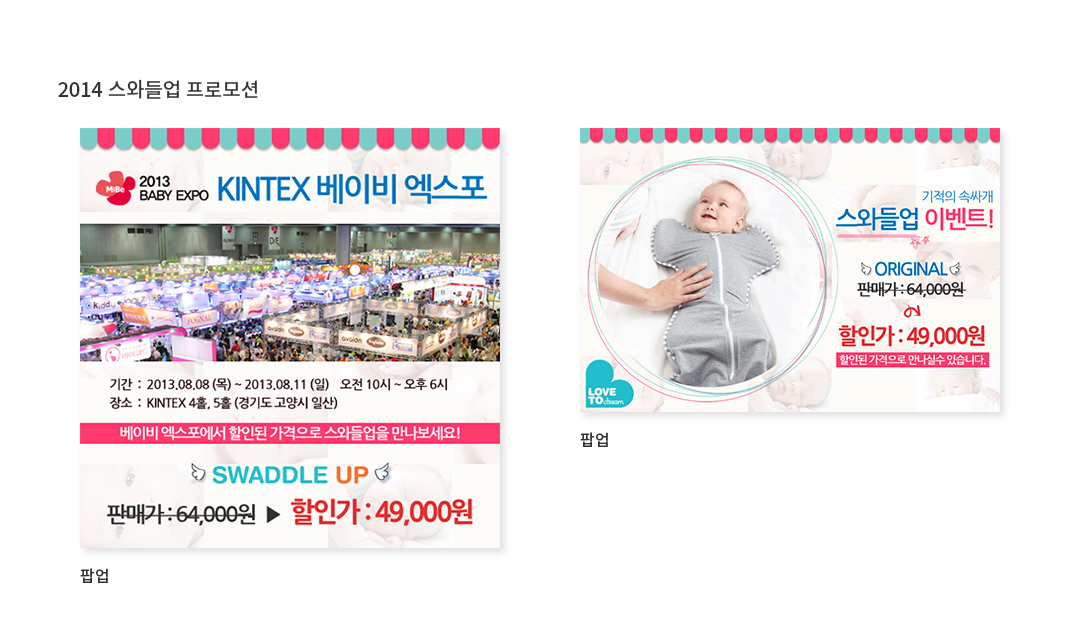 2014 스와들업 프로모션
MiBe
2013
BABY EXPO
KINTEX 베이비 엑스포
기간 : 2013.08.08 (목) ~ 2013.08.11 (일) 오전 10시 ~ 오후 6시
장소 : KINTEX 4홀, 5홀 (경기도 고양시 일산)
베이비 엑스포에서 할인된 가격으로 스와들업을 만나보세요!
SWADDLE UP
판매가 : 64,000원 ▶ 할인가 : 49,000원
팝업
기적의 속싸개
스와들업 이벤트!
ORIGINAL
판매가 : 64,000원
할인가 : 49,000원
할인된 가격으로 만나실수 있습니다.
LOVE
TO dream
팝업